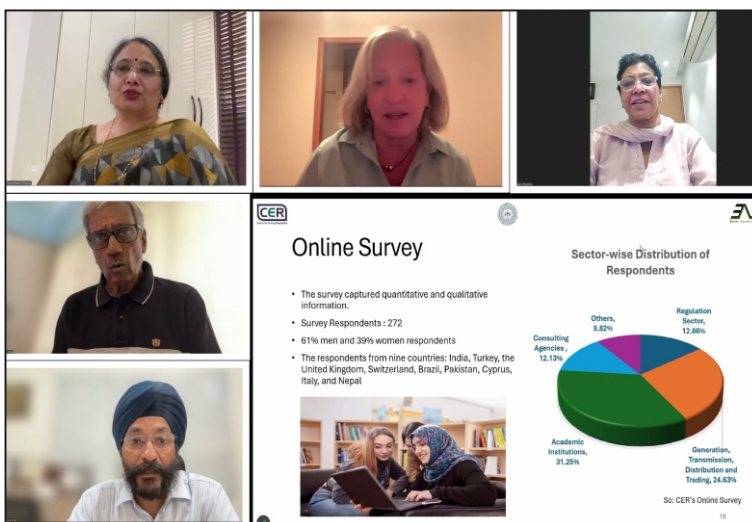 CER
Online Survey
• The survey captured quantitative and qualitative
information.
• Survey Respondents : 272
• 61% men and 39% women respondents
• The respondents from nine countries: India, Turkey, the
United Kingdom, Switzerland, Brazil, Pakistan, Cyprus,
Italy, and Nepal
Sector-wise Distribution of
Respondents
Others,
8.82%
Regulation
Sector,
12.86%
Consulting
Agencies ,
12.13%
Academic
Institutions,
31.25%
Generation,
Transmission,
Distribution and
Trading, 24.63%
So: CER's Online Survey
19